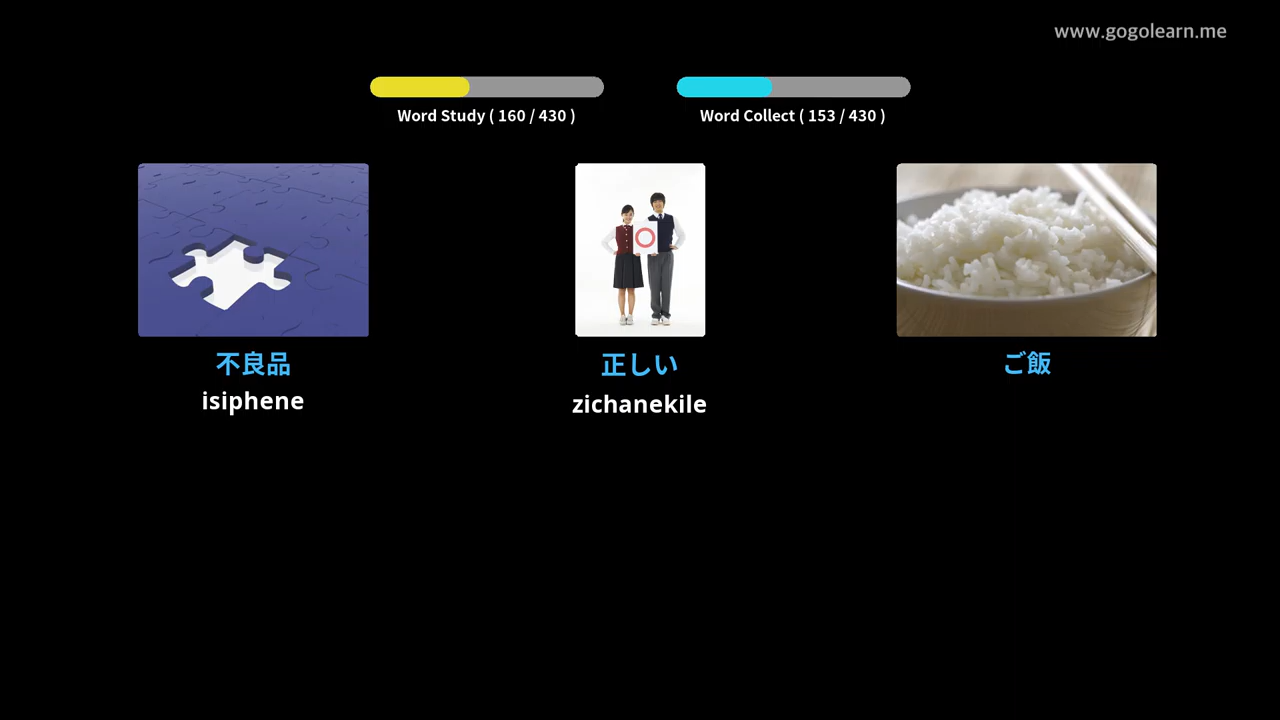 www.gogolearn.me
Word Study ( 160 / 430 )
Word Collect ( 153 / 430 )
不良品
isiphene
正しい
zichanekile
ご飯